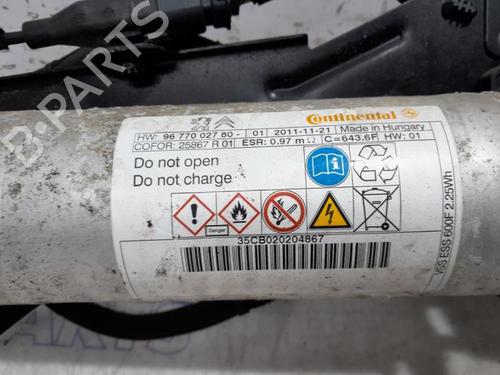 Continental
HW: 96 770 027 80 - 01 2011-11-21 Made in Hungary
COFOR: 25867 R 01 ESR: 0.97 mΩ C=643,6F HW: 01
Do not open
Do not charge
Danger
35CB020204867
VSS ESS 600F 2.25Wh
B-PARTS